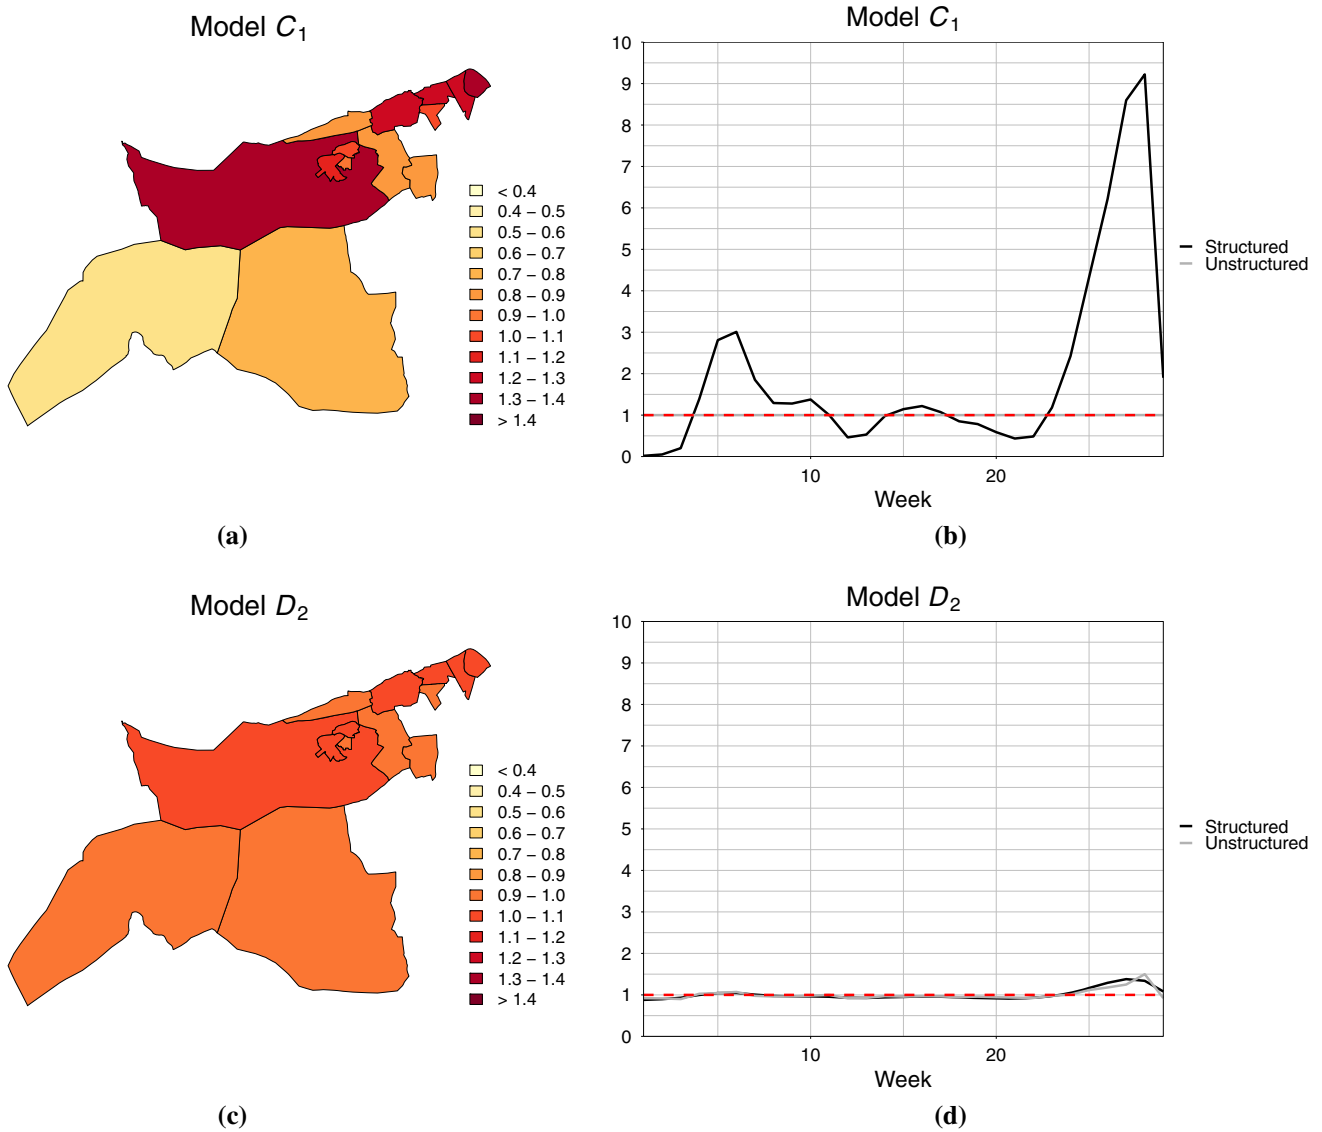 Model C1
< 0.4
0.4 – 0.5
0.5 – 0.6
0.6 – 0.7
0.7 – 0.8
0.8 – 0.9
0.9 – 1.0
1.0 – 1.1
1.1 – 1.2
1.2 – 1.3
1.3 – 1.4
> 1.4
(a)
Model C1
10
9
8
7
6
5
4
3
2
1
0
10 20
Week
Structured
Unstructured
(b)
Model D2
< 0.4
0.4 – 0.5
0.5 – 0.6
0.6 – 0.7
0.7 – 0.8
0.8 – 0.9
0.9 – 1.0
1.0 – 1.1
1.1 – 1.2
1.2 – 1.3
1.3 – 1.4
> 1.4
(c)
Model D2
10
9
8
7
6
5
4
3
2
1
0
10 20
Week
Structured
Unstructured
(d)